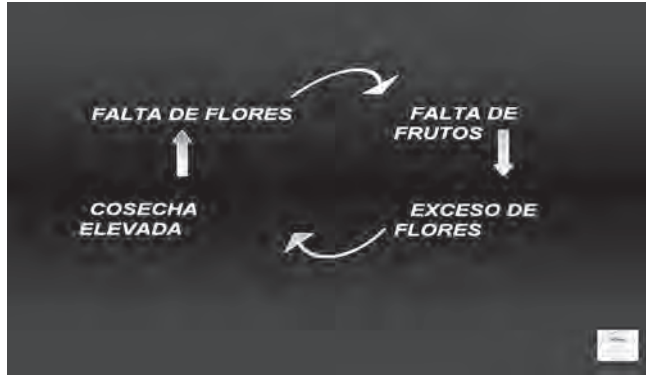 FALTA DE FLORES
FALTA DE
FRUTOS
COSECHA
ELEVADA
EXCESO DE
FLORES